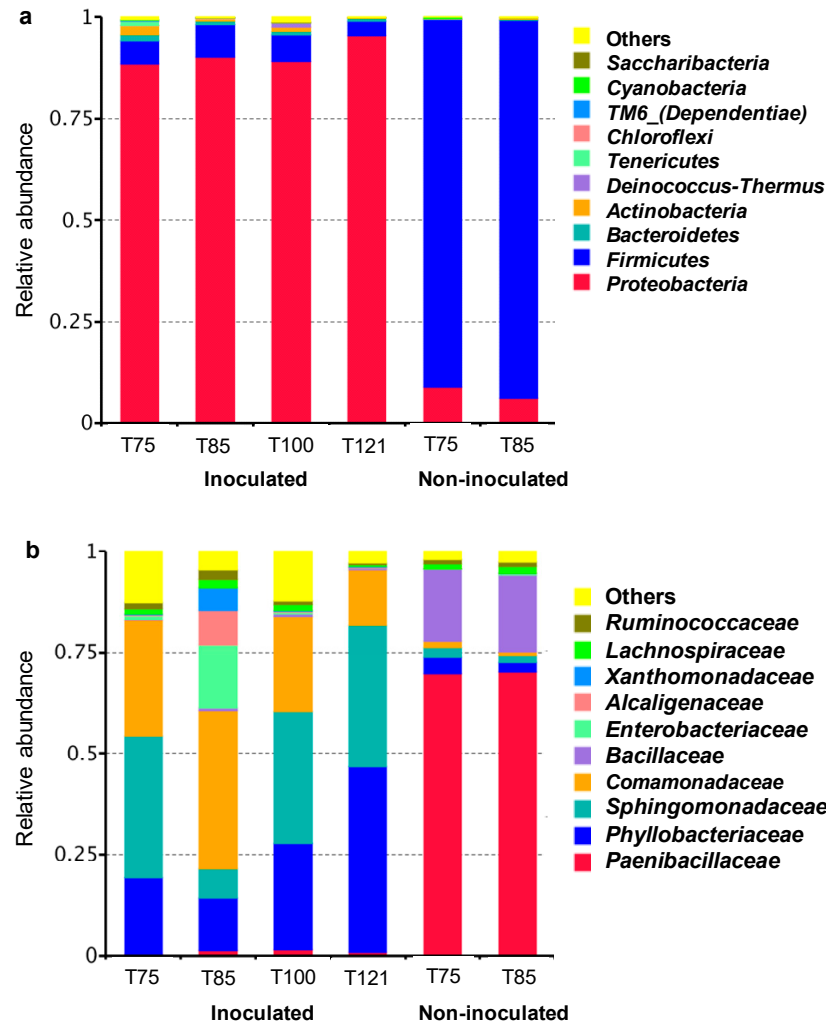 a
Relative abundance
1
0.75
0.5
0.25
0
T75 T85 T100 T121 T75 T85
Inoculated Non-inoculated
Others
Saccharibacteria
Cyanobacteria
TM6_(Dependentiae)
Chloroflexi
Tenericutes
Deinococcus-Thermus
Actinobacteria
Bacteroidetes
Firmicutes
Proteobacteria
b
Relative abundance
1
0.75
0.5
0.25
0
T75 T85 T100 T121 T75 T85
Inoculated Non-inoculated
Others
Ruminococcaceae
Lachnospiraceae
Xanthomonadaceae
Alcaligenaceae
Enterobacteriaceae
Bacillaceae
Comamonadaceae
Sphingomonadaceae
Phyllobacteriaceae
Paenibacillaceae